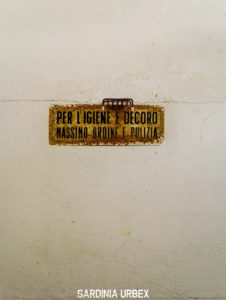 PER L'IGIENE E DECORO
MASSIMO ORDINE E PULIZIA
SARDINIA URBEX